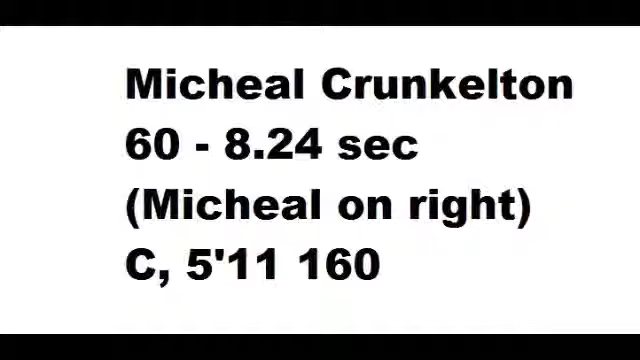 Micheal Crunkelton
60 - 8.24 sec
(Micheal on right)
C, 5'11 160